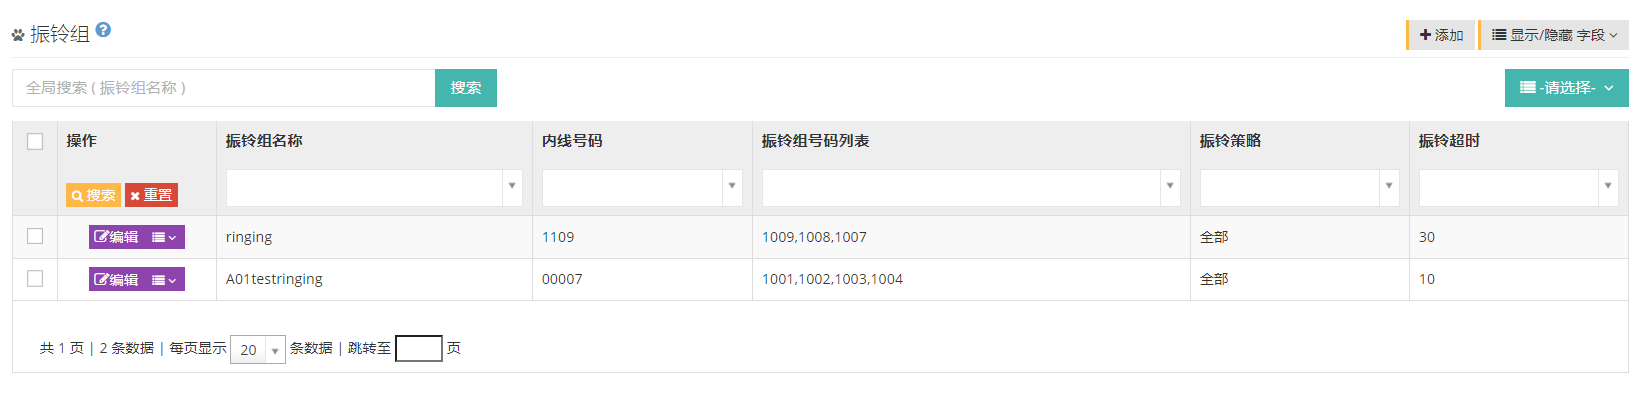 振铃组 ?
添加 显示/隐藏 字段
全局搜索 ( 振铃组名称 ) 搜索 -请选择-
操作 振铃组名称 内线号码 振铃组号码列表 振铃策略 振铃超时
搜索 重置
编辑 ringing 1109 1009,1008,1007 全部 30
编辑 A01testringing 00007 1001,1002,1003,1004 全部 10
共 1 页 | 2 条数据 | 每页显示 20 条数据 | 跳转至 页